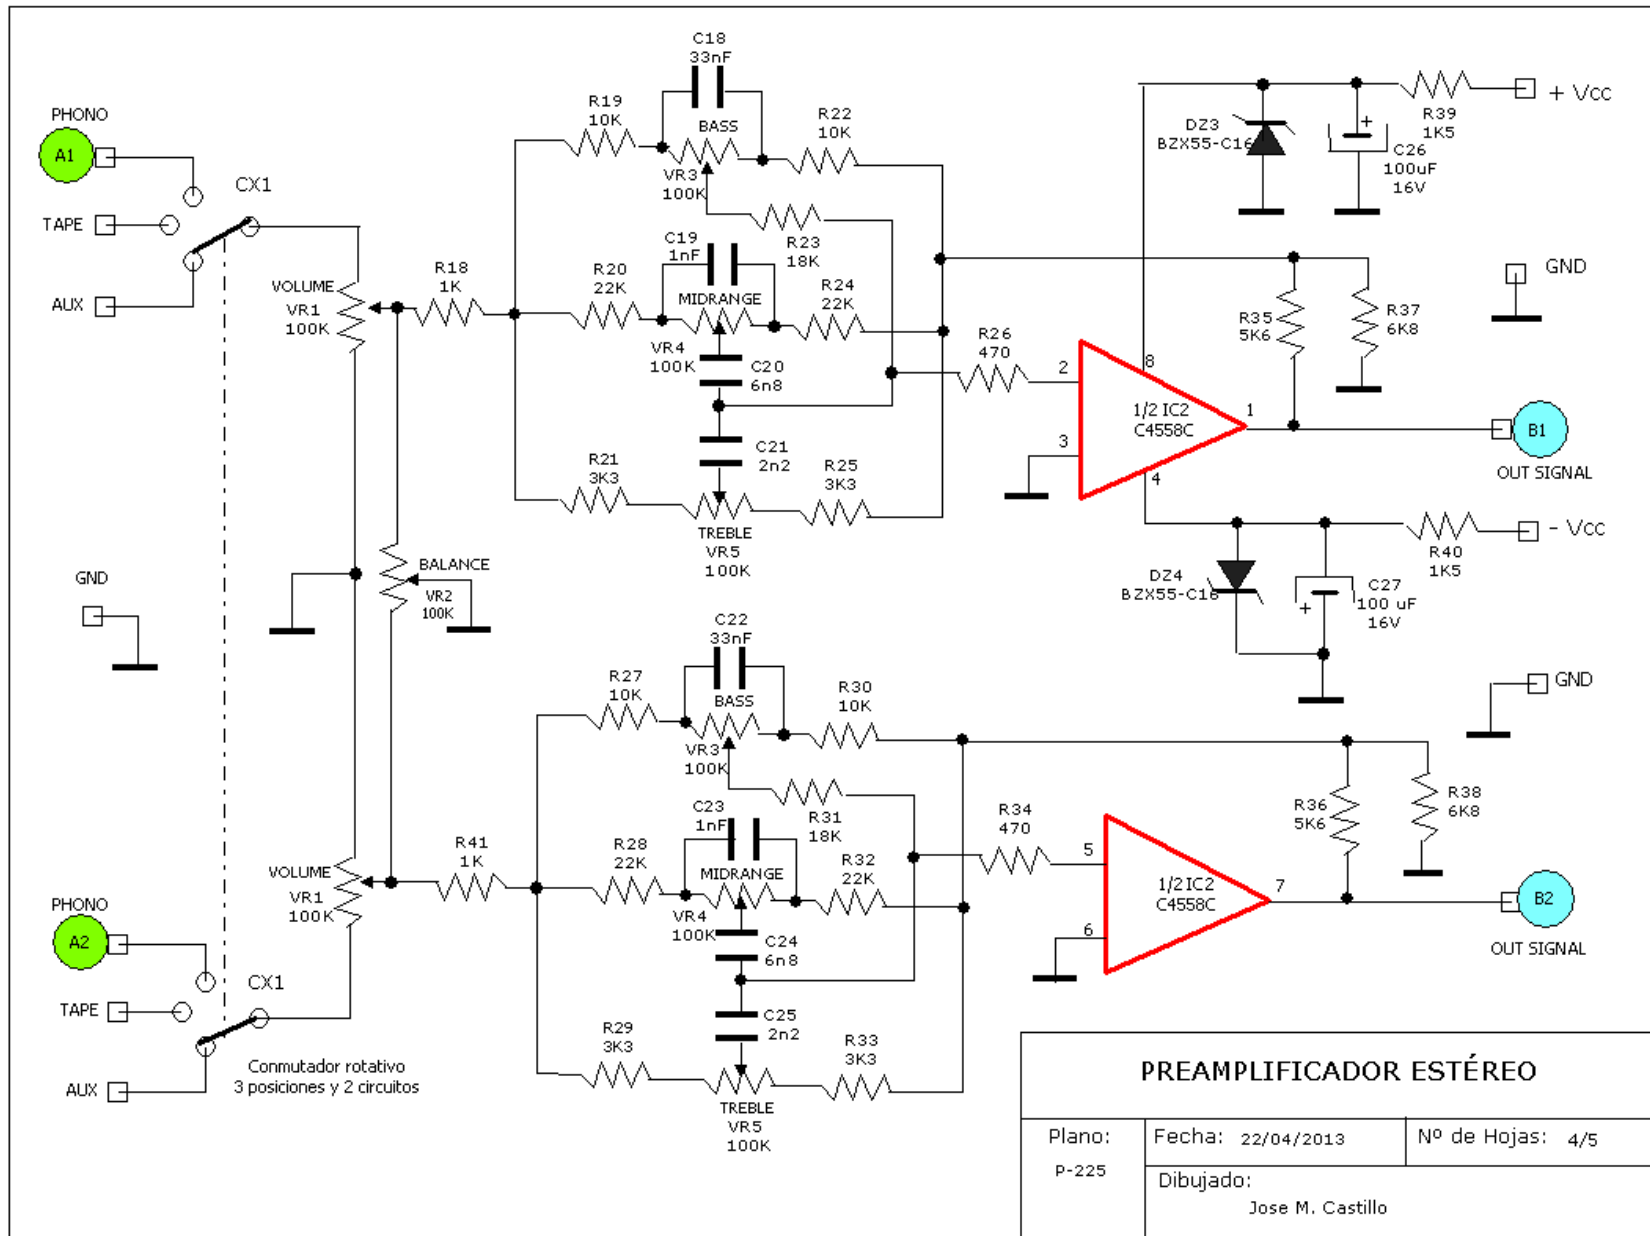 C18
33nF
R19
10K
BASS
R22
10K
VR3
100K
R23
18K
PHONO
A1
TAPE
AUX
CX1
VOLUME
VR1
100K
R18
1K
C19
1nF
R20
22K
MIDRANGE
R24
22K
VR4
100K
C20
6n8
C21
2n2
R21
3K3
R25
3K3
TREBLE
VR5
100K
R26
470
2
3
8
4
1
1/2 IC2
C4558C
DZ3
BZX55-C16
+
C26
100uF
16V
R39
1K5
+ Vcc
GND
R35
5K6
R37
6K8
B1
OUT SIGNAL
- Vcc
R40
1K5
DZ4
BZX55-C16
+
C27
100 uF
16V
GND
GND
BALANCE
VR2
100K
C22
33nF
R27
10K
BASS
R30
10K
VR3
100K
R31
18K
C23
1nF
R28
22K
MIDRANGE
R32
22K
VR4
100K
C24
6n8
C25
2n2
R29
3K3
R33
3K3
TREBLE
VR5
100K
R41
1K
VOLUME
VR1
100K
PHONO
A2
TAPE
AUX
CX1
Conmutador rotativo
3 posiciones y 2 circuitos
R34
470
5
6
7
1/2 IC2
C4558C
R36
5K6
R38
6K8
B2
OUT SIGNAL
PREAMPLIFICADOR ESTÉREO
Plano:
P-225
Fecha: 22/04/2013
Nº de Hojas: 4/5
Dibujado:
Jose M. Castillo